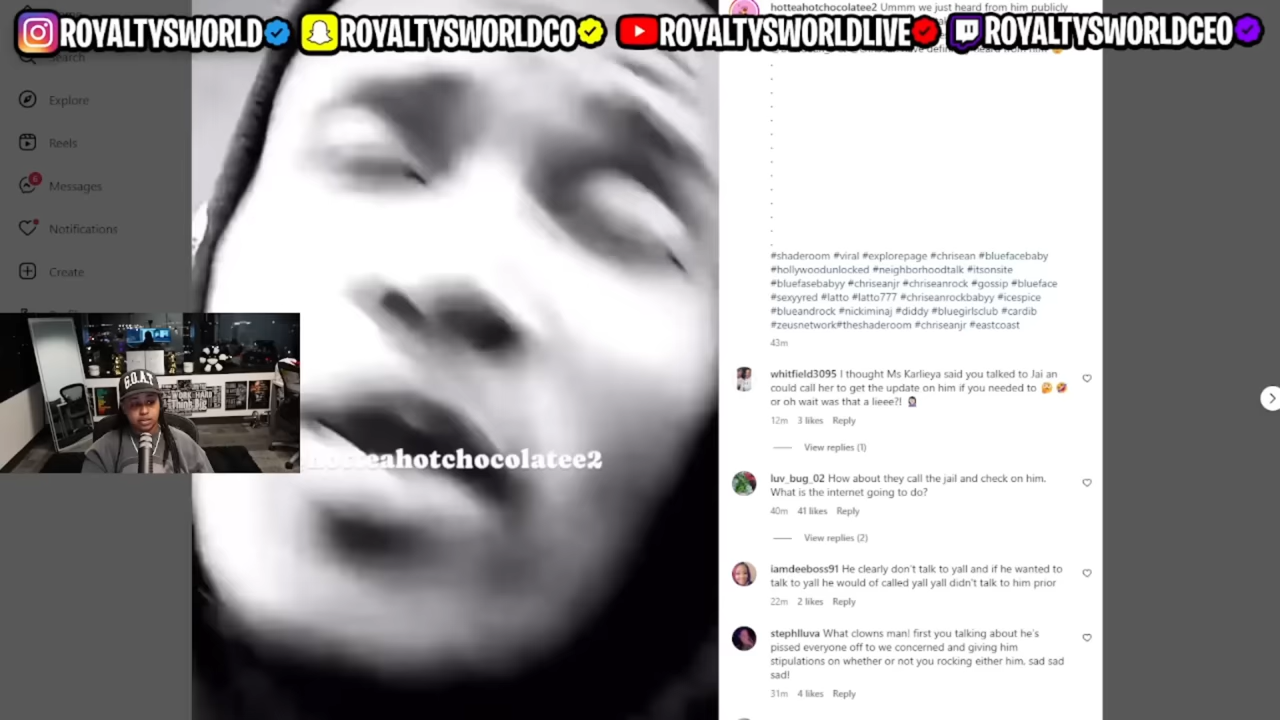 ROYALTYSWORLD ROYALTYSWORLDCO ROYALTYSWORLDLIVE ROYALTYSWORLDCEO
hotteahotchocolatee2 Ummm we just heard from him publicly
Search
Explore
Reels
6
Messages
Notifications
Create
G.O.A.T
hotteahotchocolatee2
.
.
.
.
.
.
.
.
.
.
.
.
.
.
#shaderoom #viral #explorepage #chrisean #bluefacebaby
#hollywoodunlocked #neighborhoodtalk #itsonsite
#bluefasebabyy #chriseanjr #chriseanrock #gossip #blueface
#sexyyred #latto #latto777 #chriseanrockbabyy #icespice
#blueandrock #nickiminaj #diddy #bluegirlsclub #cardib
#zeusnetwork#theshaderoom #chriseanjr #eastcoast
43m
whitfield3095 I thought Ms Karlieya said you talked to Jai an
could call her to get the update on him if you needed to 🤔 🤣
or oh wait was that a lieee?! 🤷🏻‍♀️
12m 3 likes Reply
View replies (1)
luv_bug_02 How about they call the jail and check on him.
What is the internet going to do?
40m 41 likes Reply
View replies (2)
iamdeeboss91 He clearly don't talk to yall and if he wanted to
talk to yall he would of called yall yall didn't talk to him prior
22m 2 likes Reply
stephlluva What clowns man! first you talking about he's
pissed everyone off to we concerned and giving him
stipulations on whether or not you rocking either him, sad sad
sad!
31m 4 likes Reply